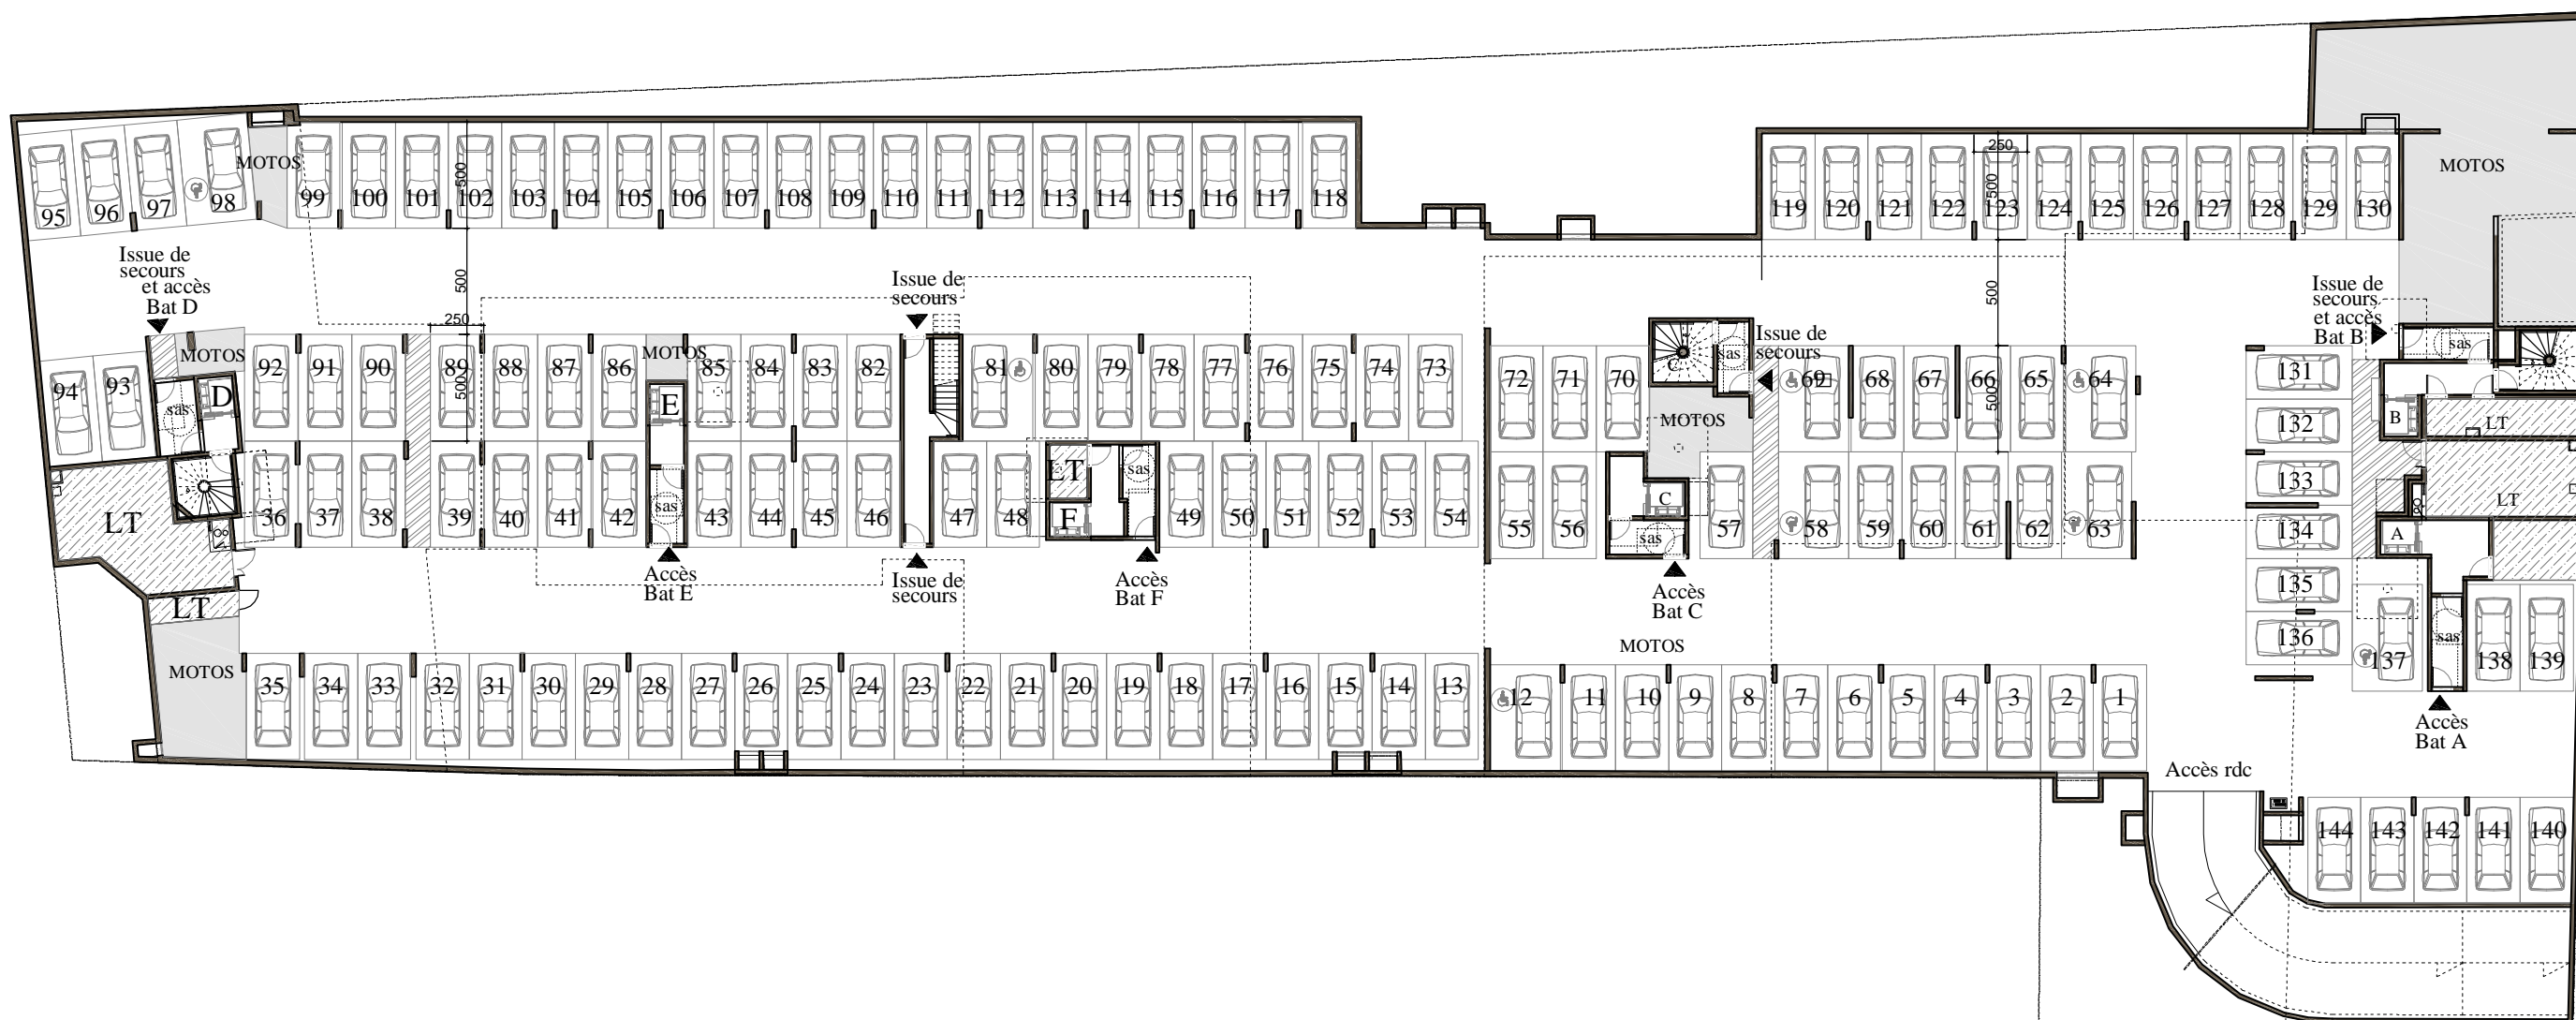 MOTOS
95 96 97 98
MOTOS
99 100 101 102 103 104 105 106 107 108 109 110 111 112 113 114 115 116 117 118
500
119 120 121 122 123 124 125 126 127 128 129 130
250
500
Issue de
secours
et accès
Bat D
500
Issue de
secours
500
Issue de
secours
et accès
Bat B
250
MOTOS
MOTOS
C
sas
Issue de
secours
sas
94 93
sas
D
92 91 90 89 88 87 86 85 84 83 82 81 80 79 78 77 76 75 74 73
500
E
72 71 70 69 68 67 66 65 64
500
MOTOS
131
132
133
134
135
136
B
LT
LT
A
LT
36 37 38 39 40 41 42
sas
43 44 45 46 47 48
LT
F
sas
49 50 51 52 53 54
55 56
C
sas
57 58 59 60 61 62 63
LT
Accès
Bat E
Issue de
secours
Accès
Bat F
Accès
Bat C
MOTOS
137
sas
138 139
MOTOS
35 34 33 32 31 30 29 28 27 26 25 24 23 22 21 20 19 18 17 16 15 14 13
12 11 10 9 8 7 6 5 4 3 2 1
Accès
Bat A
Accès rdc
144 143 142 141 140